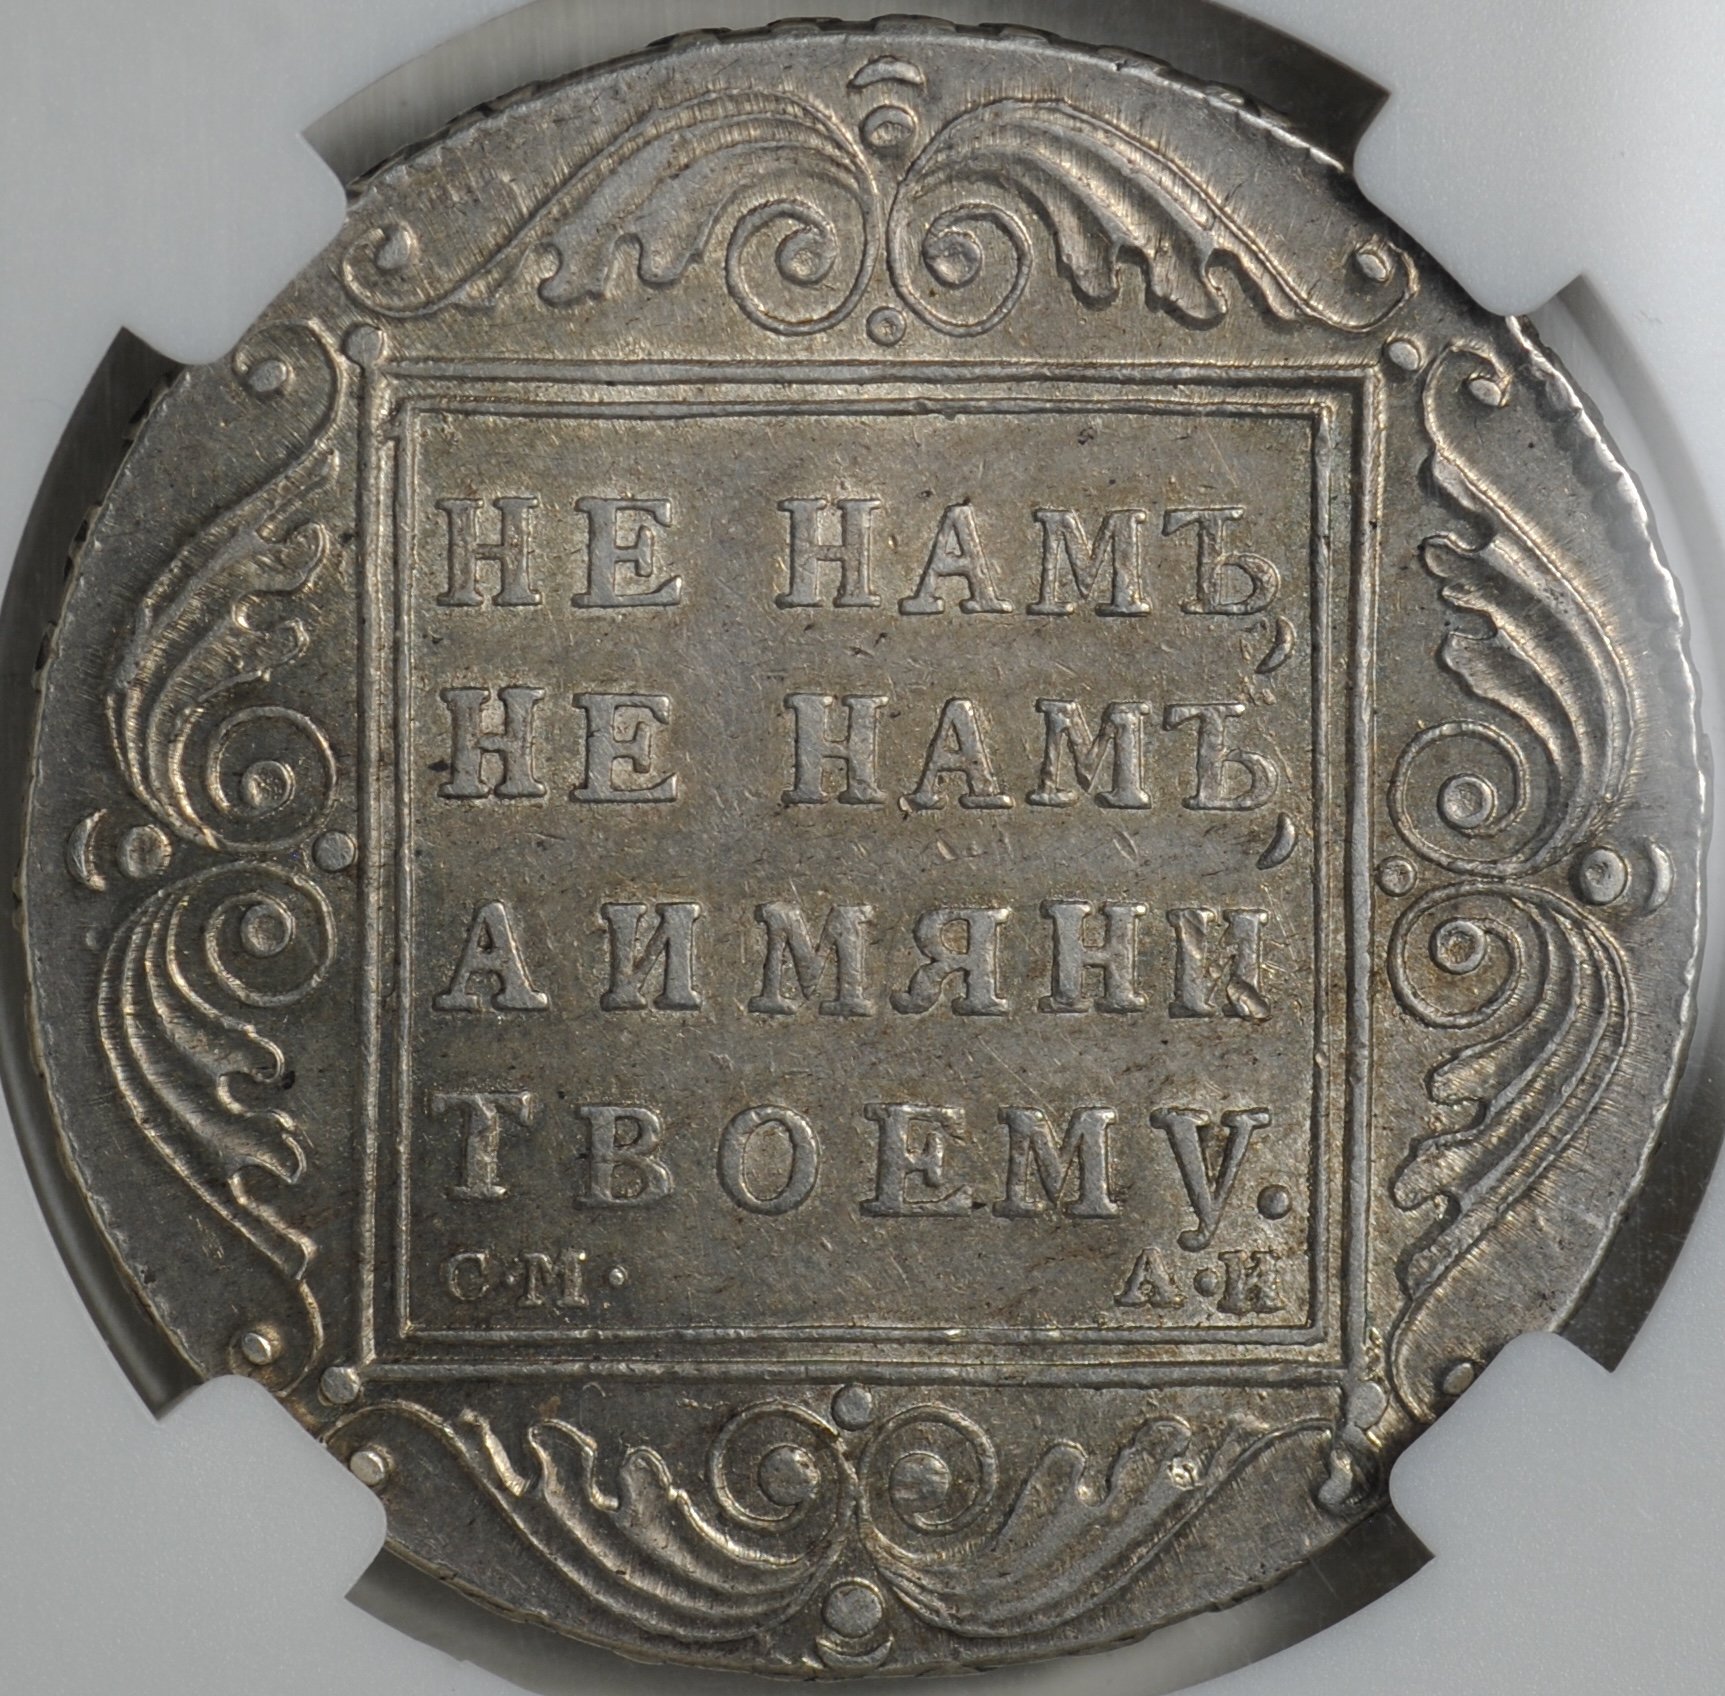 НЕ НАМЪ,
НЕ НАМЪ,
А ИМЯНИ
ТВОЕМУ.
С·М· А·И